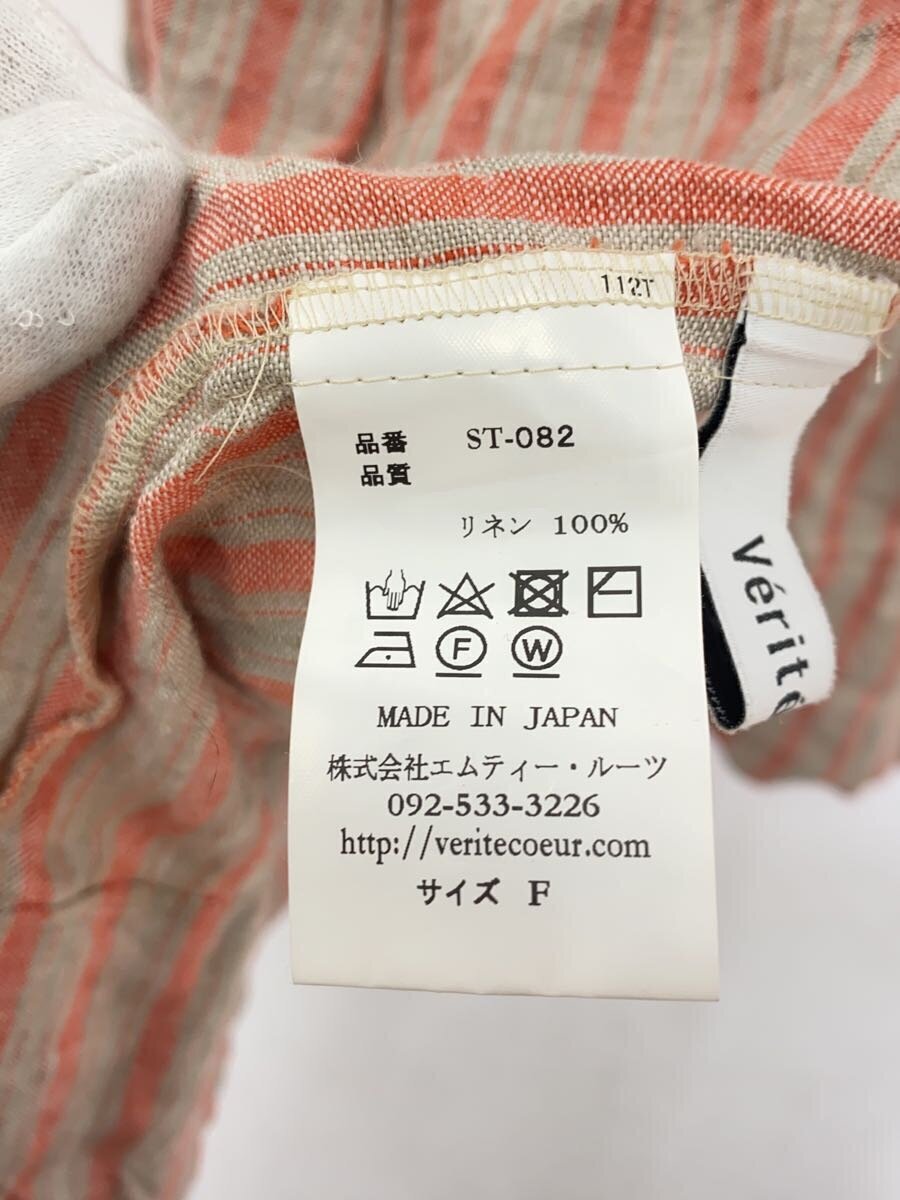 112T
品番 ST-082
品質
リネン 100%
F W
MADE IN JAPAN
株式会社エムティー・ルーツ
092-533-3226
http://veritecoeur.com
サイズ F
vérité